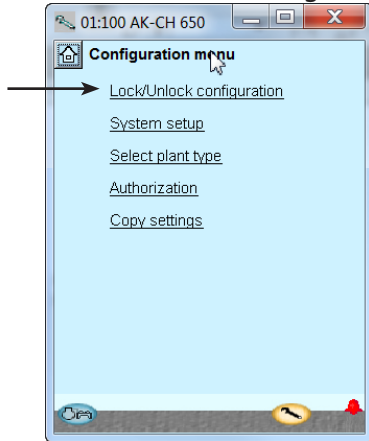 01:100 AK-CH 650
Configuration menu
Lock/Unlock configuration
System setup
Select plant type
Authorization
Copy settings